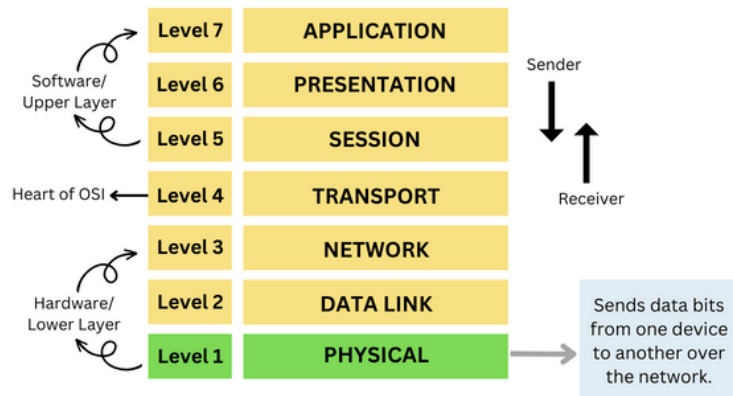 Level 7 APPLICATION
Software/
Upper Layer
Level 6 PRESENTATION
Sender
Level 5 SESSION
Heart of OSI
Level 4 TRANSPORT
Receiver
Level 3 NETWORK
Hardware/
Lower Layer
Level 2 DATA LINK
Level 1 PHYSICAL
Sends data bits
from one device
to another over
the network.